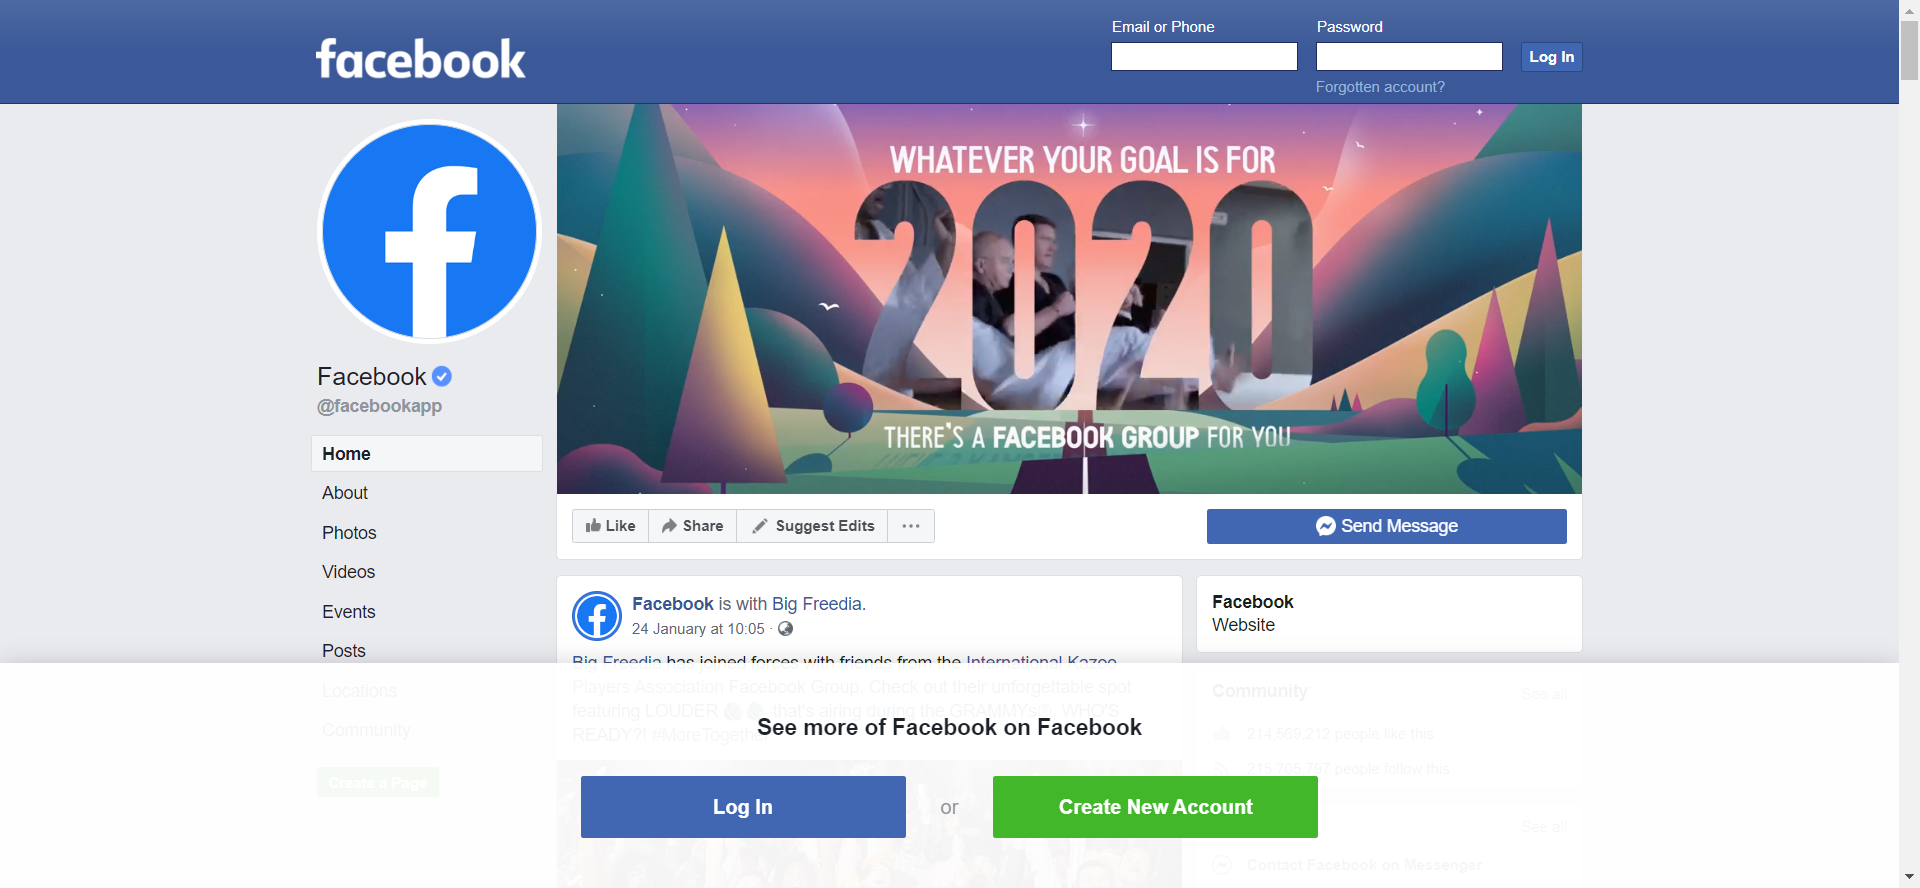 facebook
Email or Phone
Password
Log In
Forgotten account?
WHATEVER YOUR GOAL IS FOR
2020
THERE'S A FACEBOOK GROUP FOR YOU
Facebook
@facebookapp
Home
About
Photos
Videos
Events
Posts
Locations
Community
Create a Page
Like
Share
Suggest Edits
Send Message
Facebook is with Big Freedia.
24 January at 10:05 ·
Big Freedia has joined forces with friends from the International Kazoo
Players Association Facebook Group. Check out their unforgettable spot
featuring LOUDER that's airing during the GRAMMYs. WHO'S
READY?! #MoreTogether
Facebook
Website
Community
See all
214,569,212 people like this
215,705,797 people follow this
See all
Contact Facebook on Messenger
See more of Facebook on Facebook
Log In
or
Create New Account